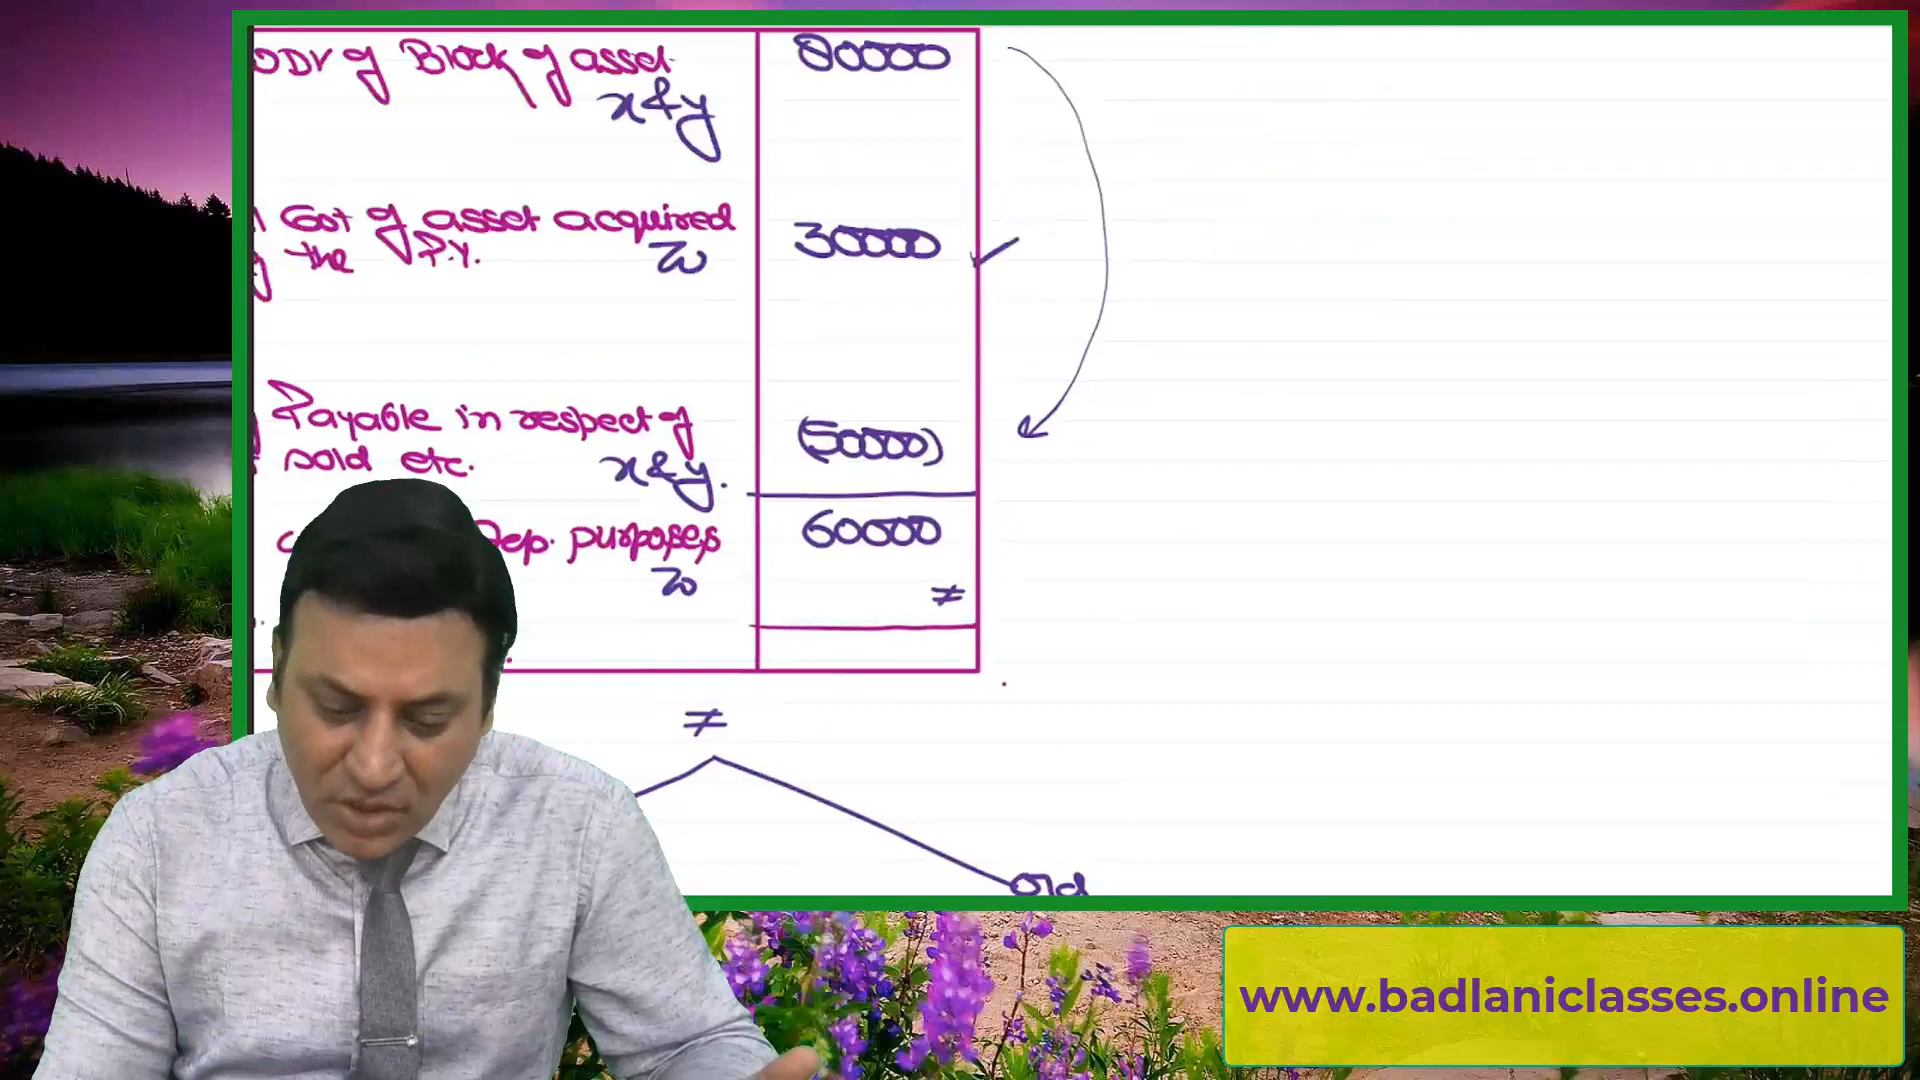 ODV of Block of asset 80000
x & y
Cost of asset acquired 30000
the P.Y. z
Payable in respect of (50000)
sold etc. x & y.
Dep. purposes 60000
z ≠
≠
Old
www.badlaniclasses.online